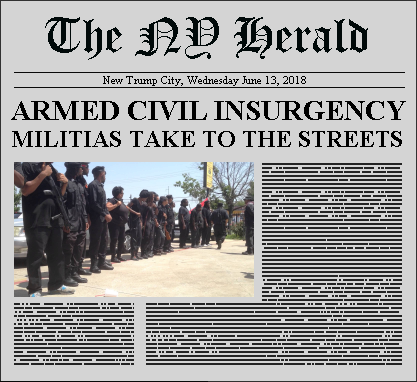 The NY Herald
New Trump City, Wednesday June 13, 2018
ARMED CIVIL INSURGENCY
MILITIAS TAKE TO THE STREETS